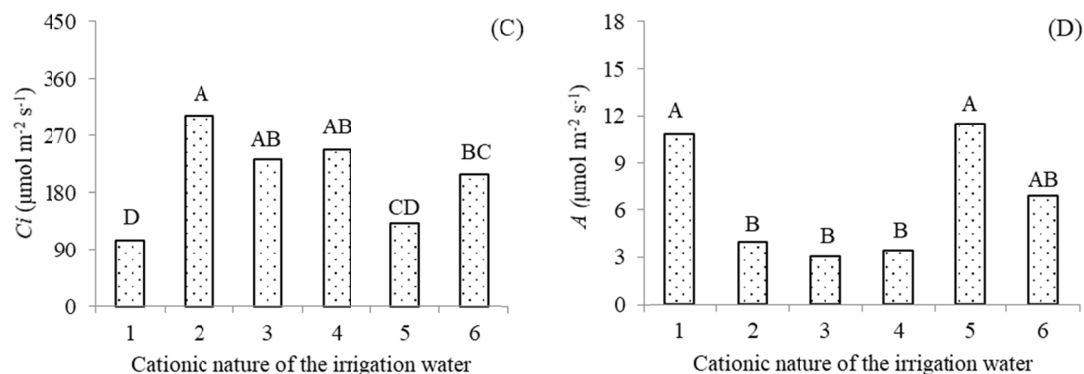 (C)
Ci (µmol m-2 s-1)
450
360
270
180
90
0
D
A
AB
AB
CD
BC
1 2 3 4 5 6
Cationic nature of the irrigation water
(D)
A (µmol m-2 s-1)
18
15
12
9
6
3
0
A
B
B
B
A
AB
1 2 3 4 5 6
Cationic nature of the irrigation water